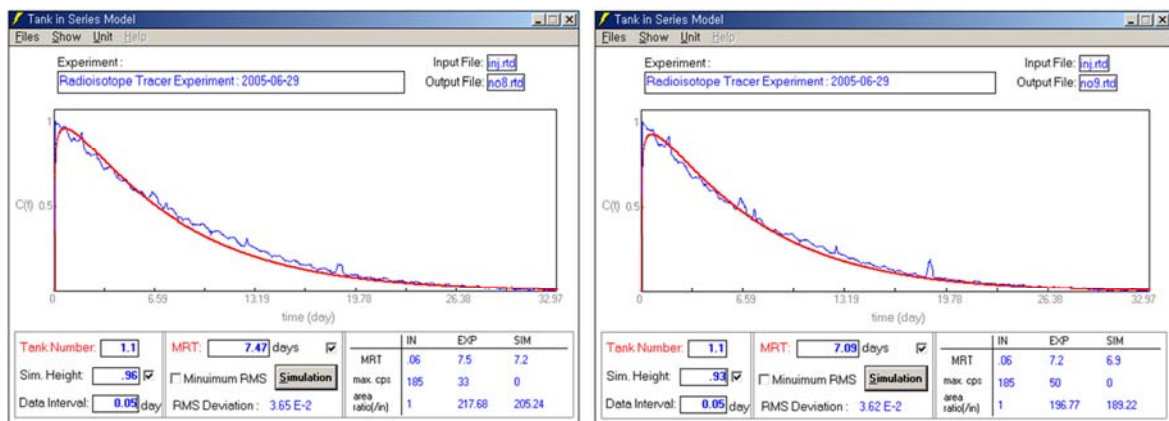 Tank in Series Model
Files Show Unit Help
Experiment :
Input File: inj.rtd
Radioisotope Tracer Experiment : 2005-06-29
Output File: no8.rtd
1
C(t) 0.5
0 6.59 13.19 19.78 26.38 32.97
time (day)
Tank Number: 1.1
MRT: 7.47 days
IN EXP SIM
MRT .06 7.5 7.2
Sim. Height: .96
Minuimum RMS Simulation
max. cps 185 33 0
Data Interval: 0.05 day
RMS Deviation : 3.65 E-2
area ratio(/in) 1 217.68 205.24
Tank in Series Model
Files Show Unit Help
Experiment :
Input File: inj.rtd
Radioisotope Tracer Experiment : 2005-06-29
Output File: no9.rtd
1
C(t) 0.5
0 6.59 13.19 19.78 26.38 32.97
time (day)
Tank Number: 1.1
MRT: 7.09 days
IN EXP SIM
MRT .06 7.2 6.9
Sim. Height: .93
Minuimum RMS Simulation
max. cps 185 50 0
Data Interval: 0.05 day
RMS Deviation : 3.62 E-2
area ratio(/in) 1 196.77 189.22